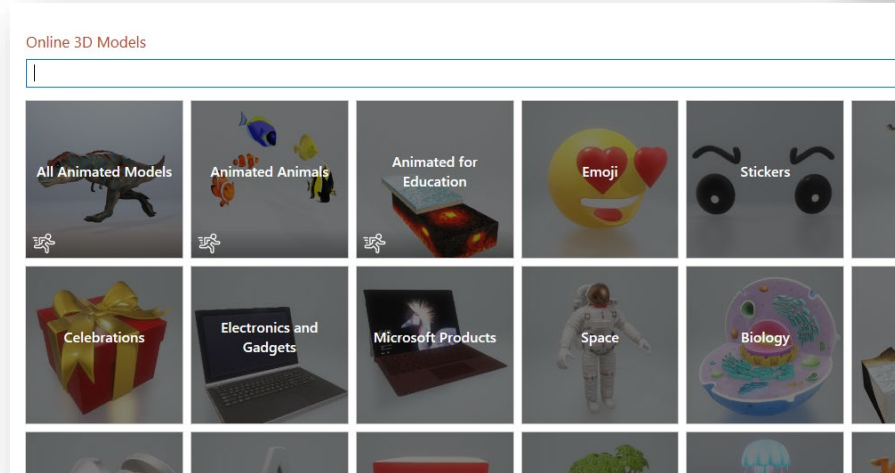 Online 3D Models
All Animated Models
Animated Animals
Animated for
Education
Emoji
Stickers
Celebrations
Electronics and
Gadgets
Microsoft Products
Space
Biology